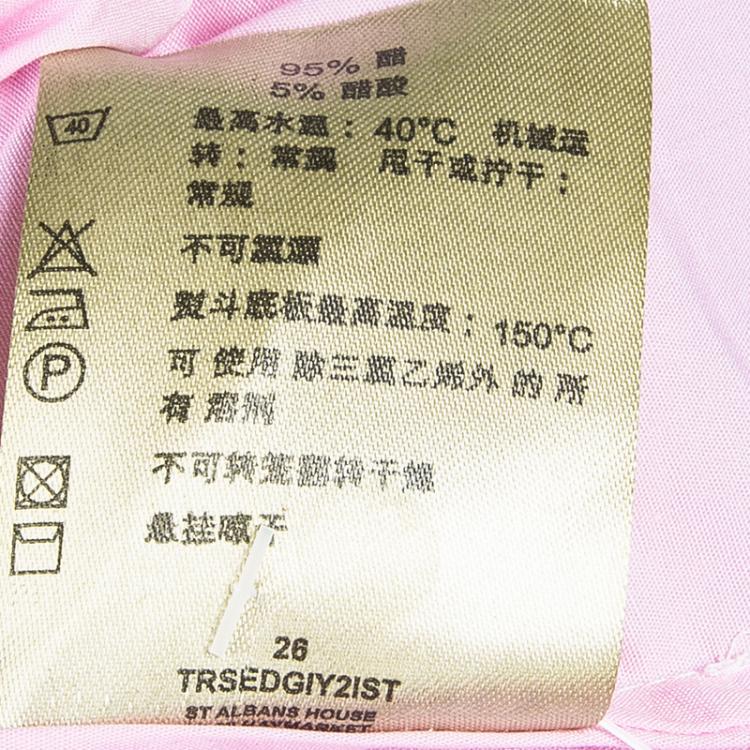 95% 醋
5% 醋酸
40
最高水温： 40°C 机械运
转： 常规 甩干或拧干：
常规
不可氯漂
熨斗底板最高温度： 150°C
P
可 使用 除三氯乙烯外 的 所
有 溶剂
不可转笼翻转干燥
悬挂晾干
26
TRSEDGIY2IST
ST ALBANS HOUSE